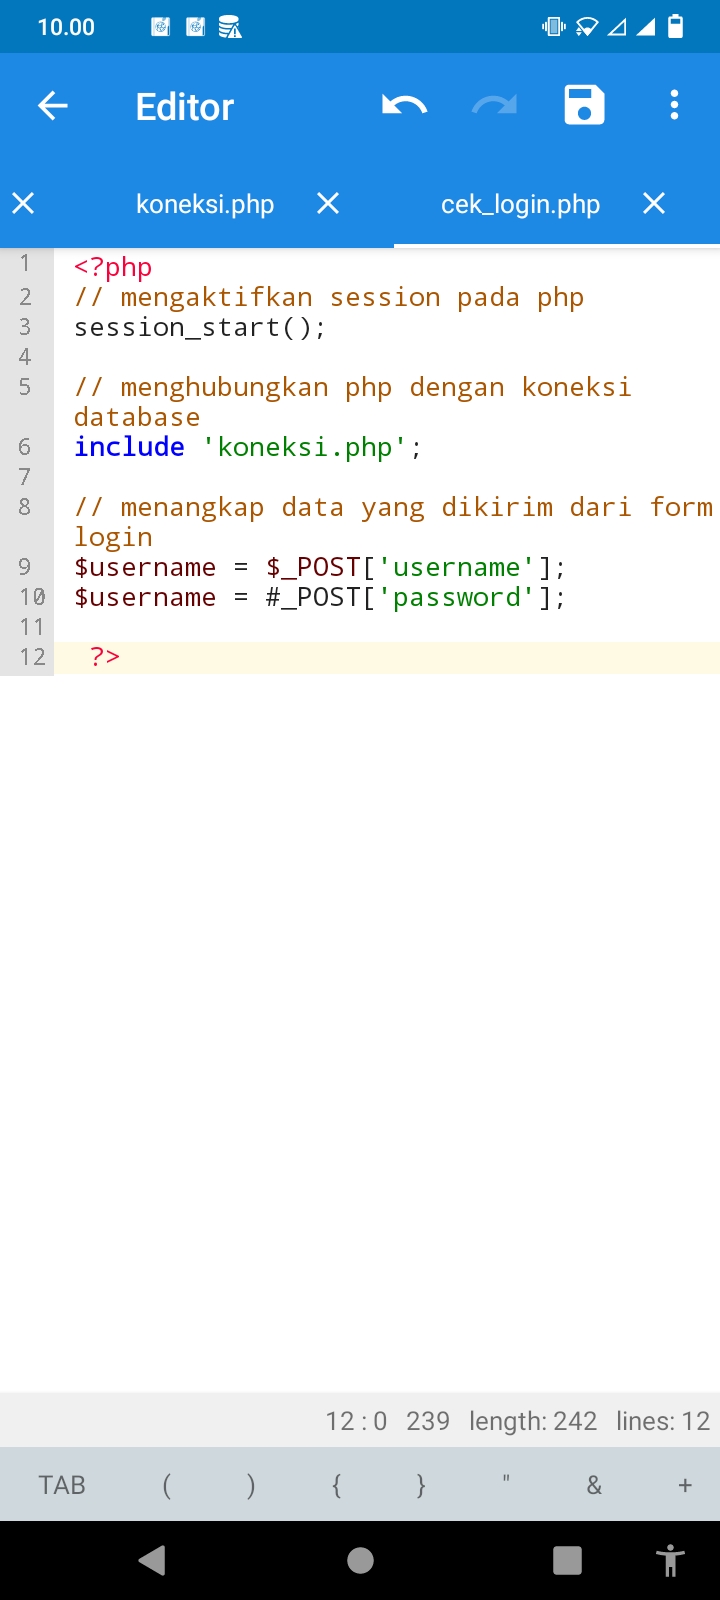 10.00
Editor
koneksi.php
cek_login.php
1 <?php
2 // mengaktifkan session pada php
3 session_start();
4
5 // menghubungkan php dengan koneksi
database
6 include 'koneksi.php';
7
8 // menangkap data yang dikirim dari form
login
9 $username = $_POST['username'];
10 $username = #_POST['password'];
11
12 ?>
12 : 0 239 length: 242 lines: 12
TAB ( ) { } " & +